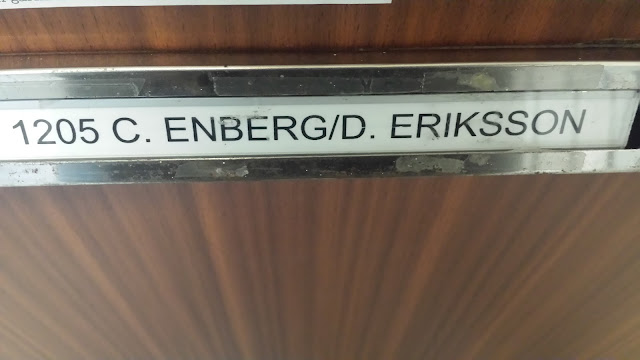 1205 C. ENBERG/D. ERIKSSON